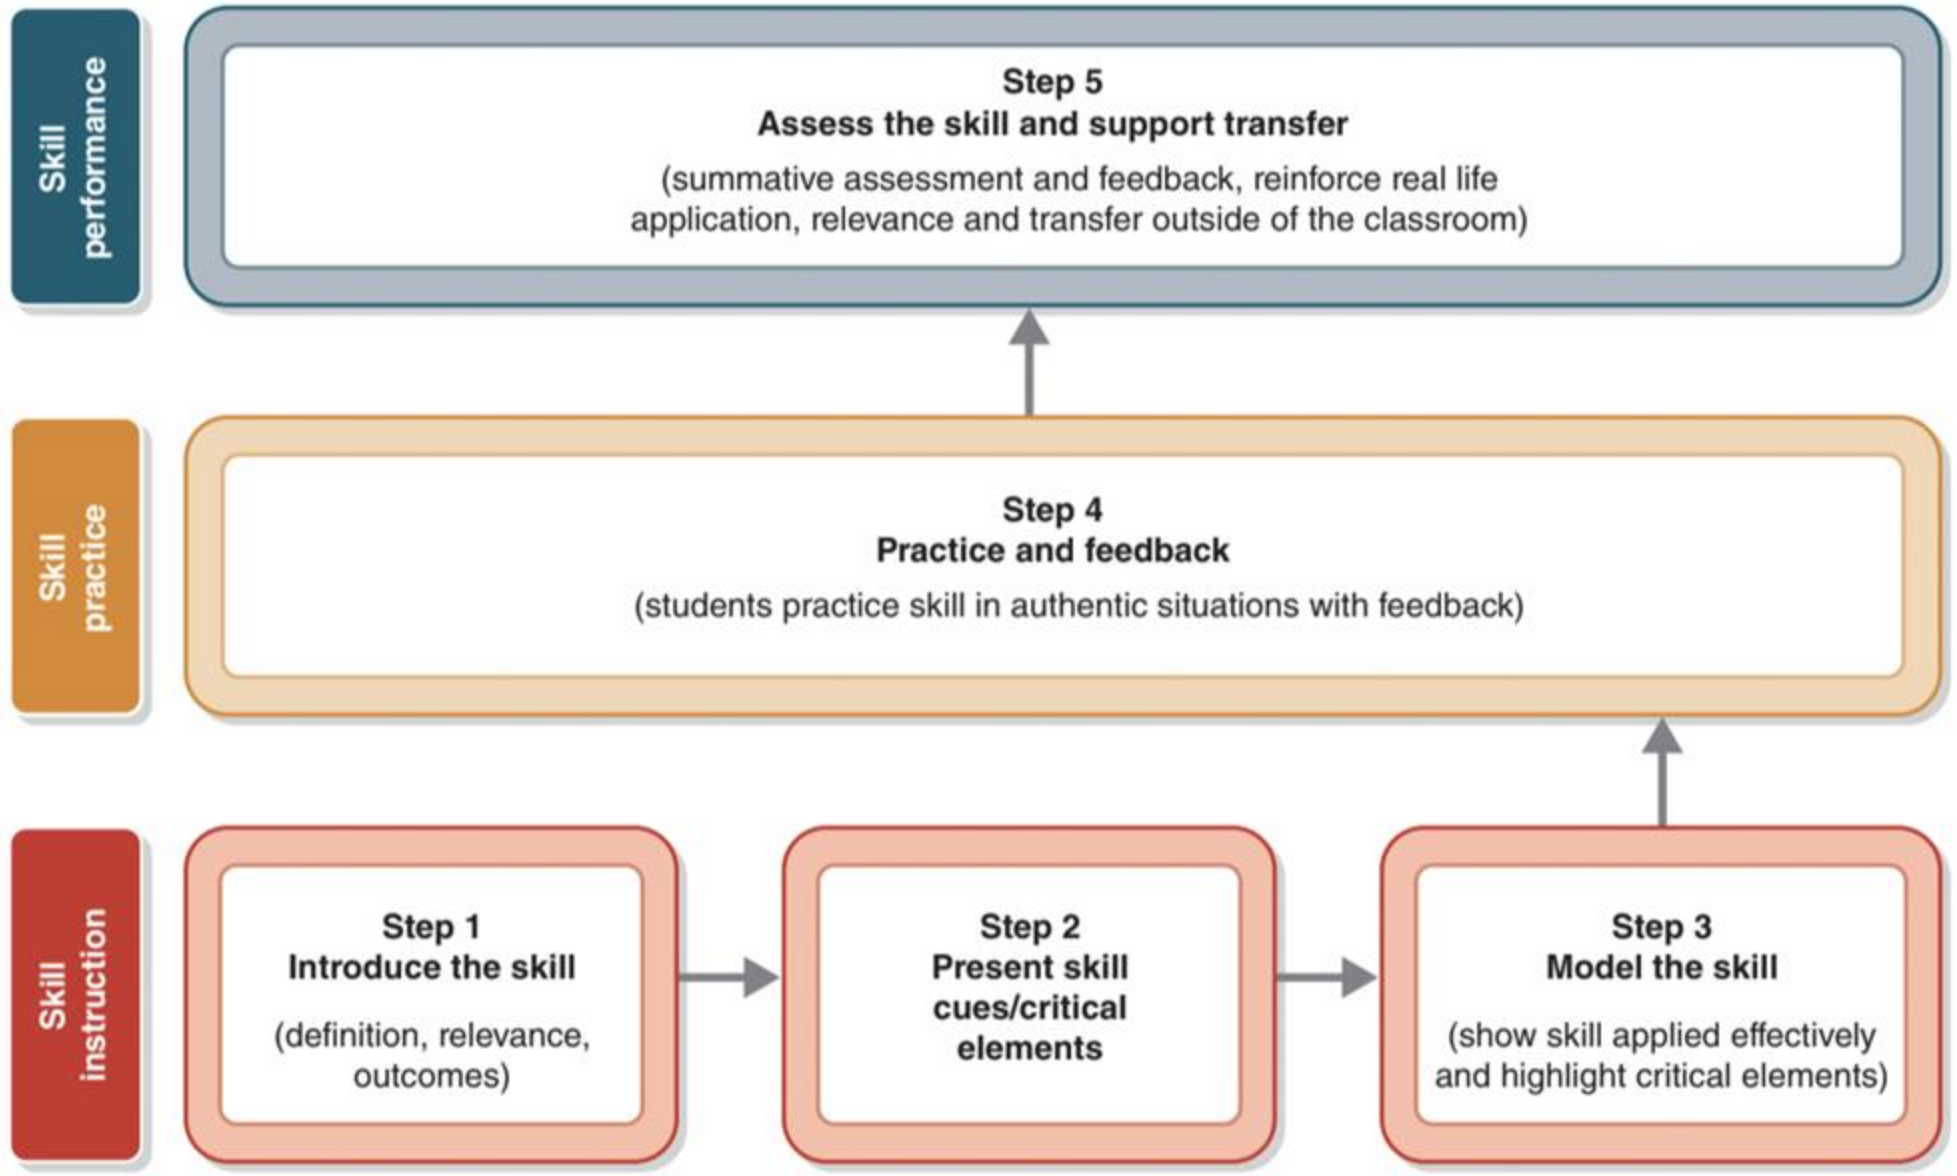 Skill
performance
Step 5
Assess the skill and support transfer
(summative assessment and feedback, reinforce real life
application, relevance and transfer outside of the classroom)
Skill
practice
Step 4
Practice and feedback
(students practice skill in authentic situations with feedback)
Skill
instruction
Step 1
Introduce the skill
(definition, relevance,
outcomes)
Step 2
Present skill
cues/critical
elements
Step 3
Model the skill
(show skill applied effectively
and highlight critical elements)